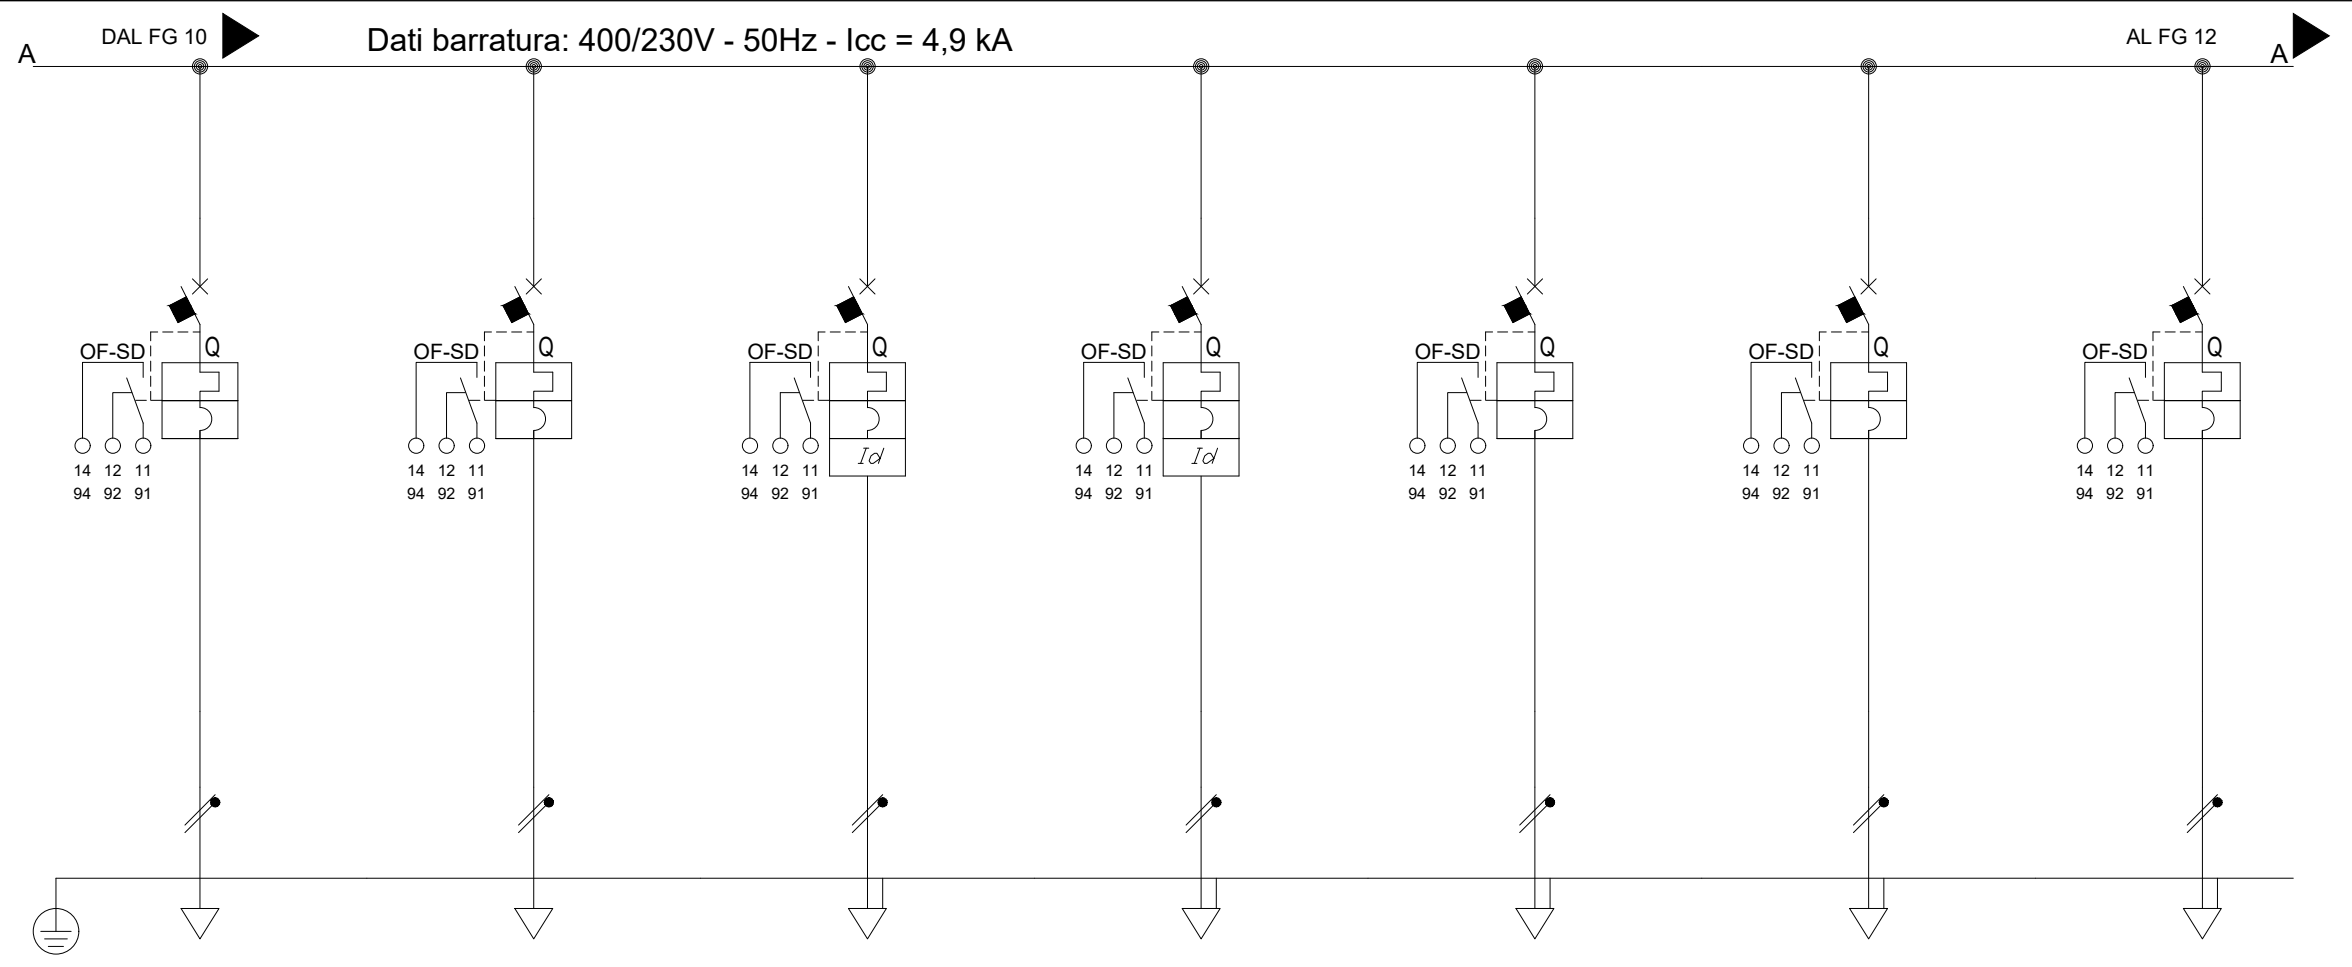 DAL FG 10
Dati barratura: 400/230V - 50Hz - Icc = 4,9 kA
AL FG 12
A
A
OF-SD Q OF-SD Q OF-SD Q OF-SD Q OF-SD Q OF-SD Q OF-SD Q
Id Id
14 12 11 14 12 11 14 12 11 14 12 11 14 12 11 14 12 11 14 12 11
94 92 91 94 92 91 94 92 91 94 92 91 94 92 91 94 92 91 94 92 91